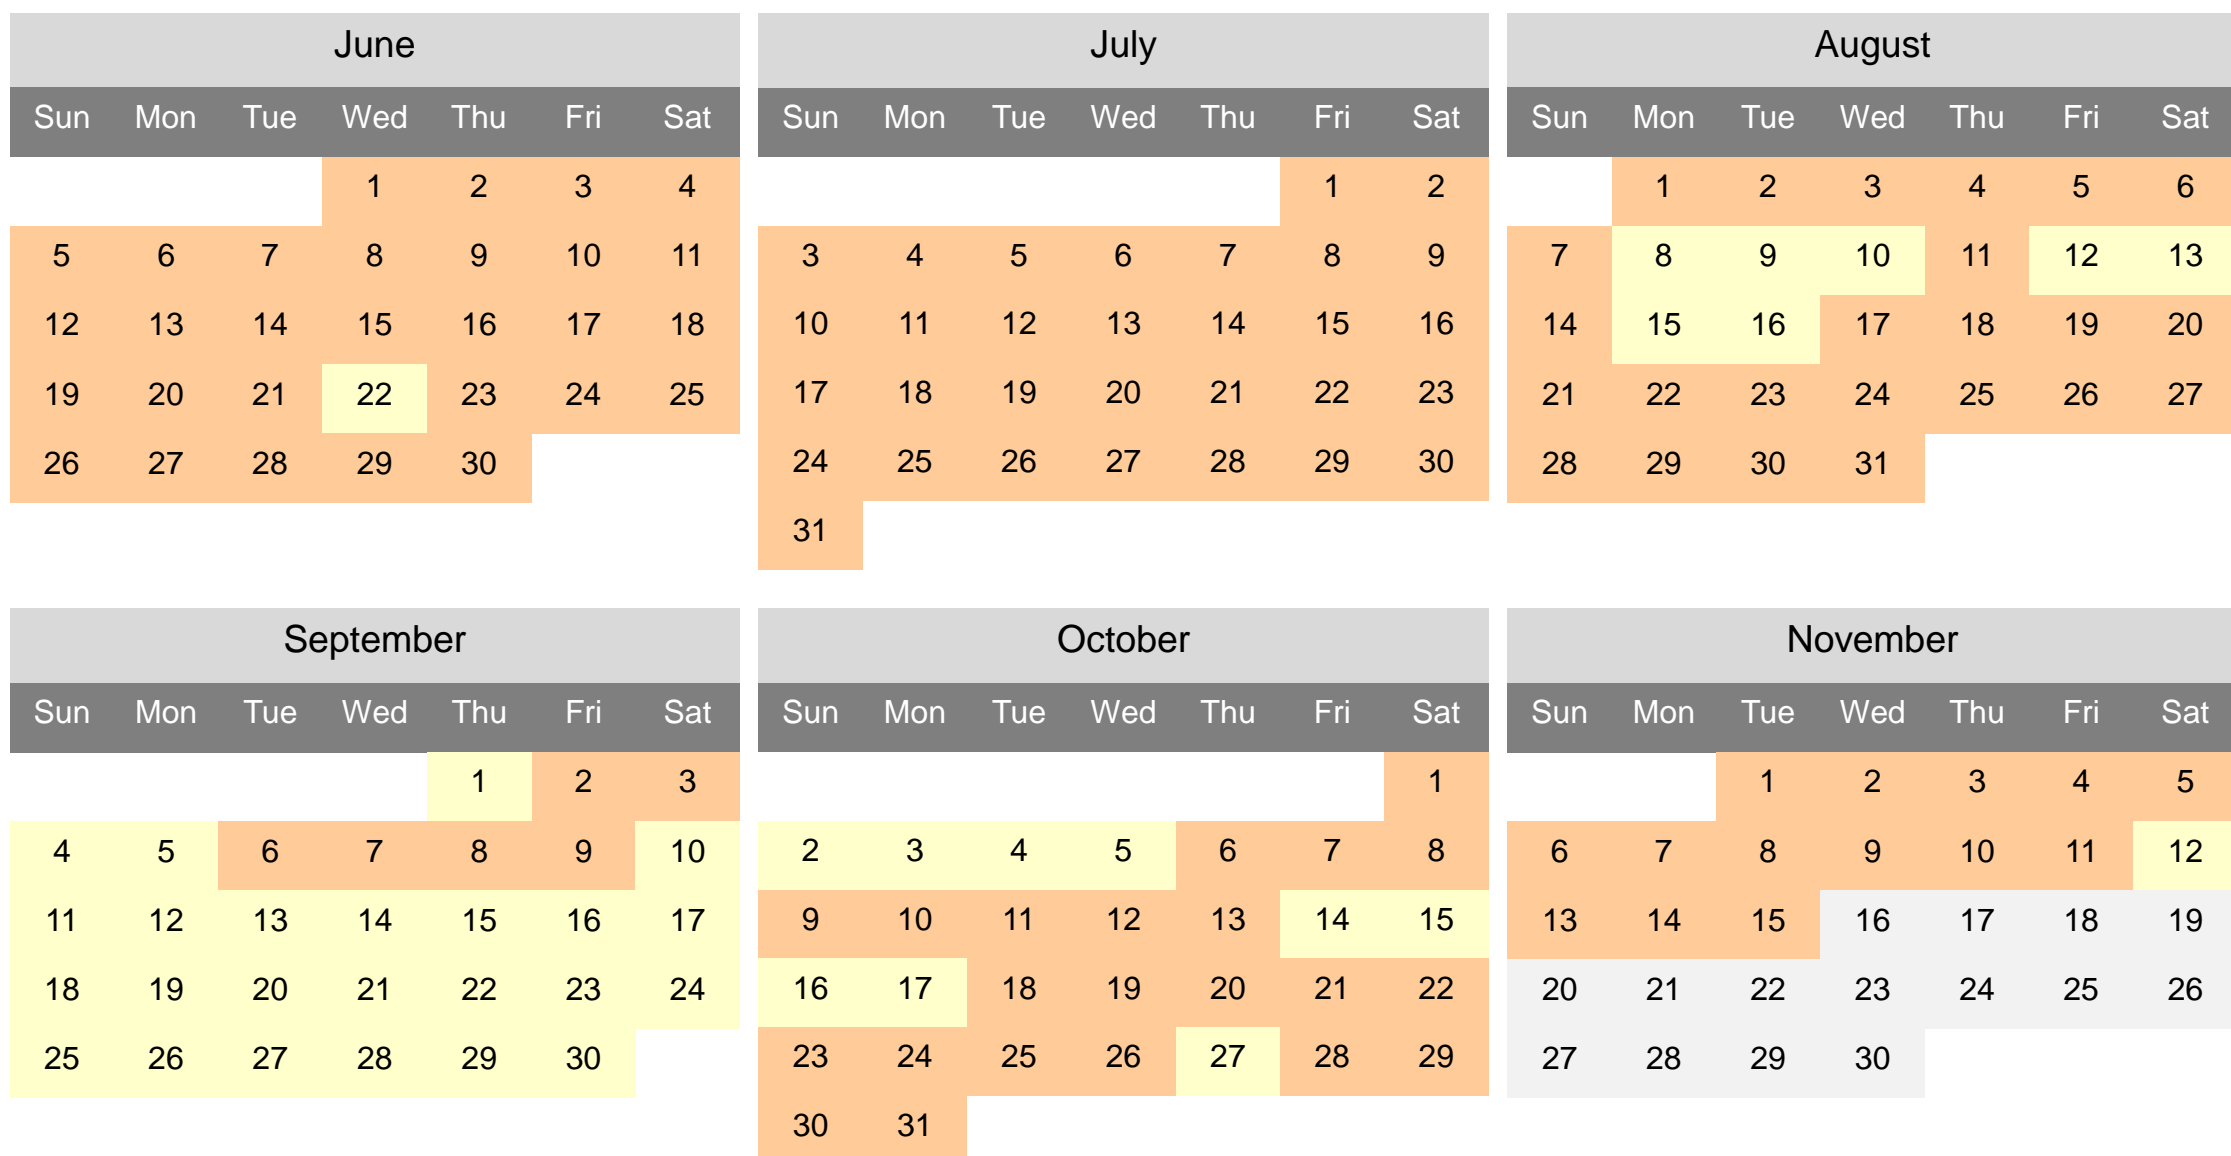 June
Sun Mon Tue Wed Thu Fri Sat
1 2 3 4
5 6 7 8 9 10 11
12 13 14 15 16 17 18
19 20 21 22 23 24 25
26 27 28 29 30
July
Sun Mon Tue Wed Thu Fri Sat
1 2
3 4 5 6 7 8 9
10 11 12 13 14 15 16
17 18 19 20 21 22 23
24 25 26 27 28 29 30
31
August
Sun Mon Tue Wed Thu Fri Sat
1 2 3 4 5 6
7 8 9 10 11 12 13
14 15 16 17 18 19 20
21 22 23 24 25 26 27
28 29 30 31
September
Sun Mon Tue Wed Thu Fri Sat
1 2 3
4 5 6 7 8 9 10
11 12 13 14 15 16 17
18 19 20 21 22 23 24
25 26 27 28 29 30
October
Sun Mon Tue Wed Thu Fri Sat
1
2 3 4 5 6 7 8
9 10 11 12 13 14 15
16 17 18 19 20 21 22
23 24 25 26 27 28 29
30 31
November
Sun Mon Tue Wed Thu Fri Sat
1 2 3 4 5
6 7 8 9 10 11 12
13 14 15 16 17 18 19
20 21 22 23 24 25 26
27 28 29 30